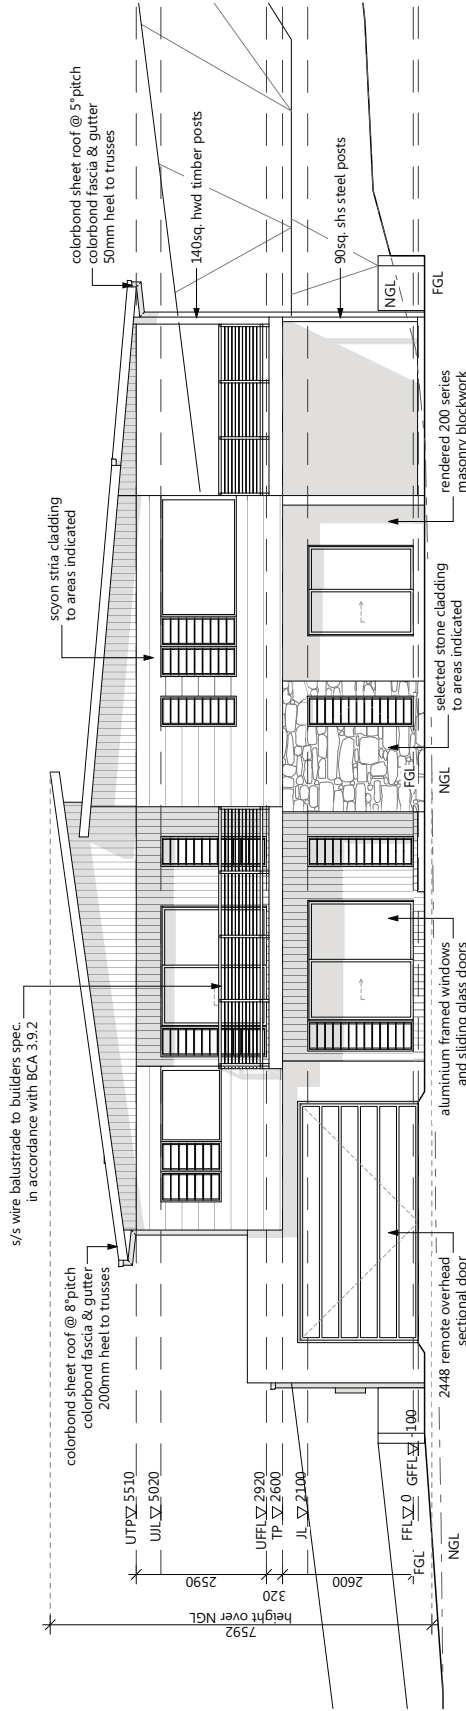 colorbond sheet roof @ 8°pitch
colorbond fascia & gutter
200mm heel to trusses
s/s wire balustrade to builders spec.
in accordance with BCA 3.9.2
scyon stria cladding
to areas indicated
colorbond sheet roof @ 5°pitch
colorbond fascia & gutter
50mm heel to trusses
140sq. hwd timber posts
90sq. shs steel posts
UTP 5510
UJL 5020
UFFL 2920
TP 2600
JL 2100
FFL 0
GFFL -100
FGL
NGL
7592
height over NGL
2590
320
2600
2448 remote overhead
sectional door
aluminium framed windows
and sliding glass doors
FGL
NGL
selected stone cladding
to areas indicated
rendered 200 series
masonry blockwork
NGL
FGL